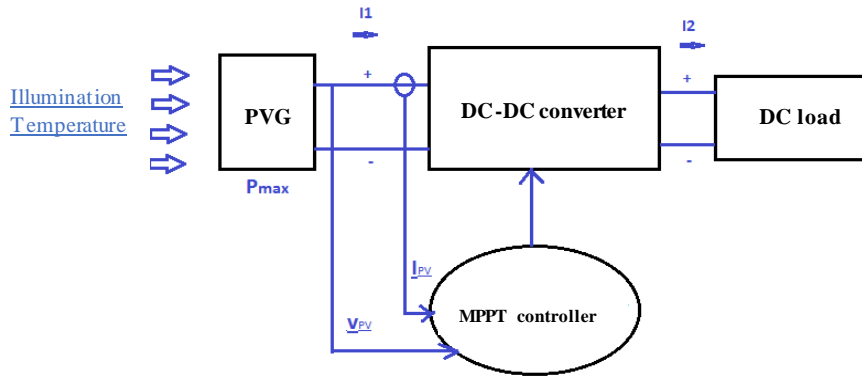 I1
I2
+
+
Illumination
Temperature
PVG
DC-DC converter
DC load
-
-
Pmax
IPV
MPPT controller
vPV